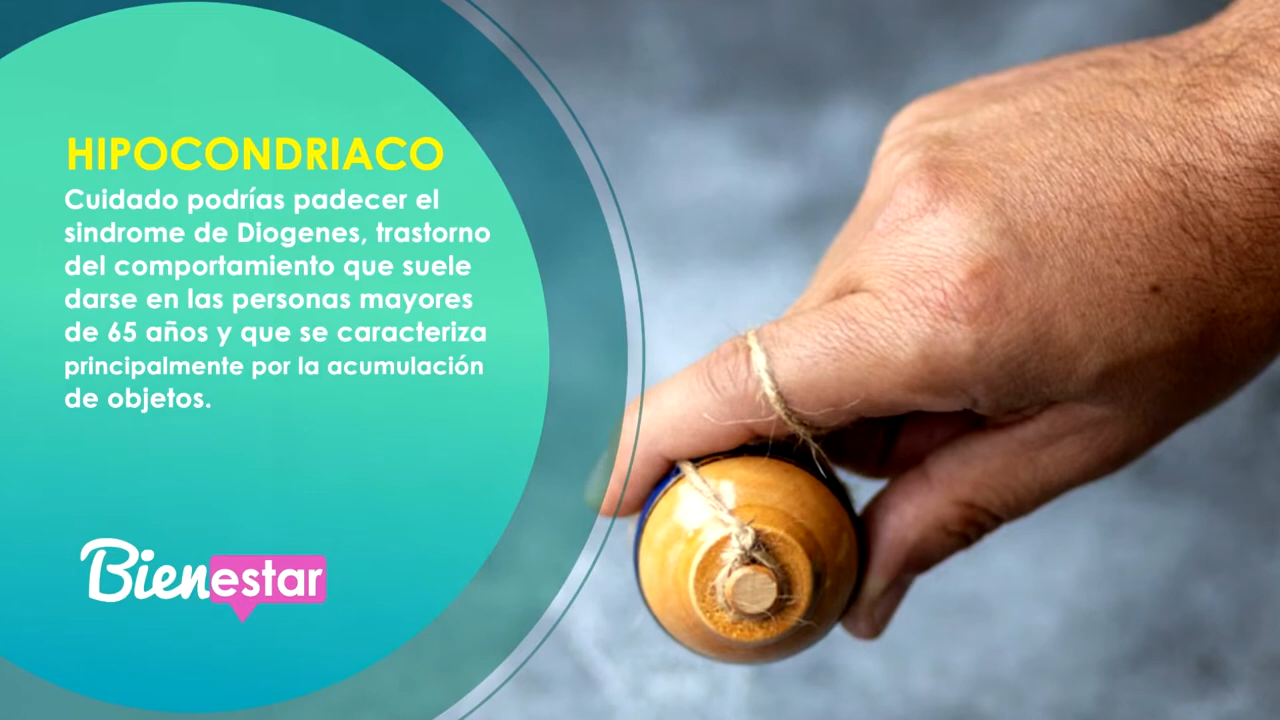 HIPOCONDRIACO
Cuidado podrías padecer el
sindrome de Diogenes, trastorno
del comportamiento que suele
darse en las personas mayores
de 65 años y que se caracteriza
principalmente por la acumulación
de objetos.
Bienestar